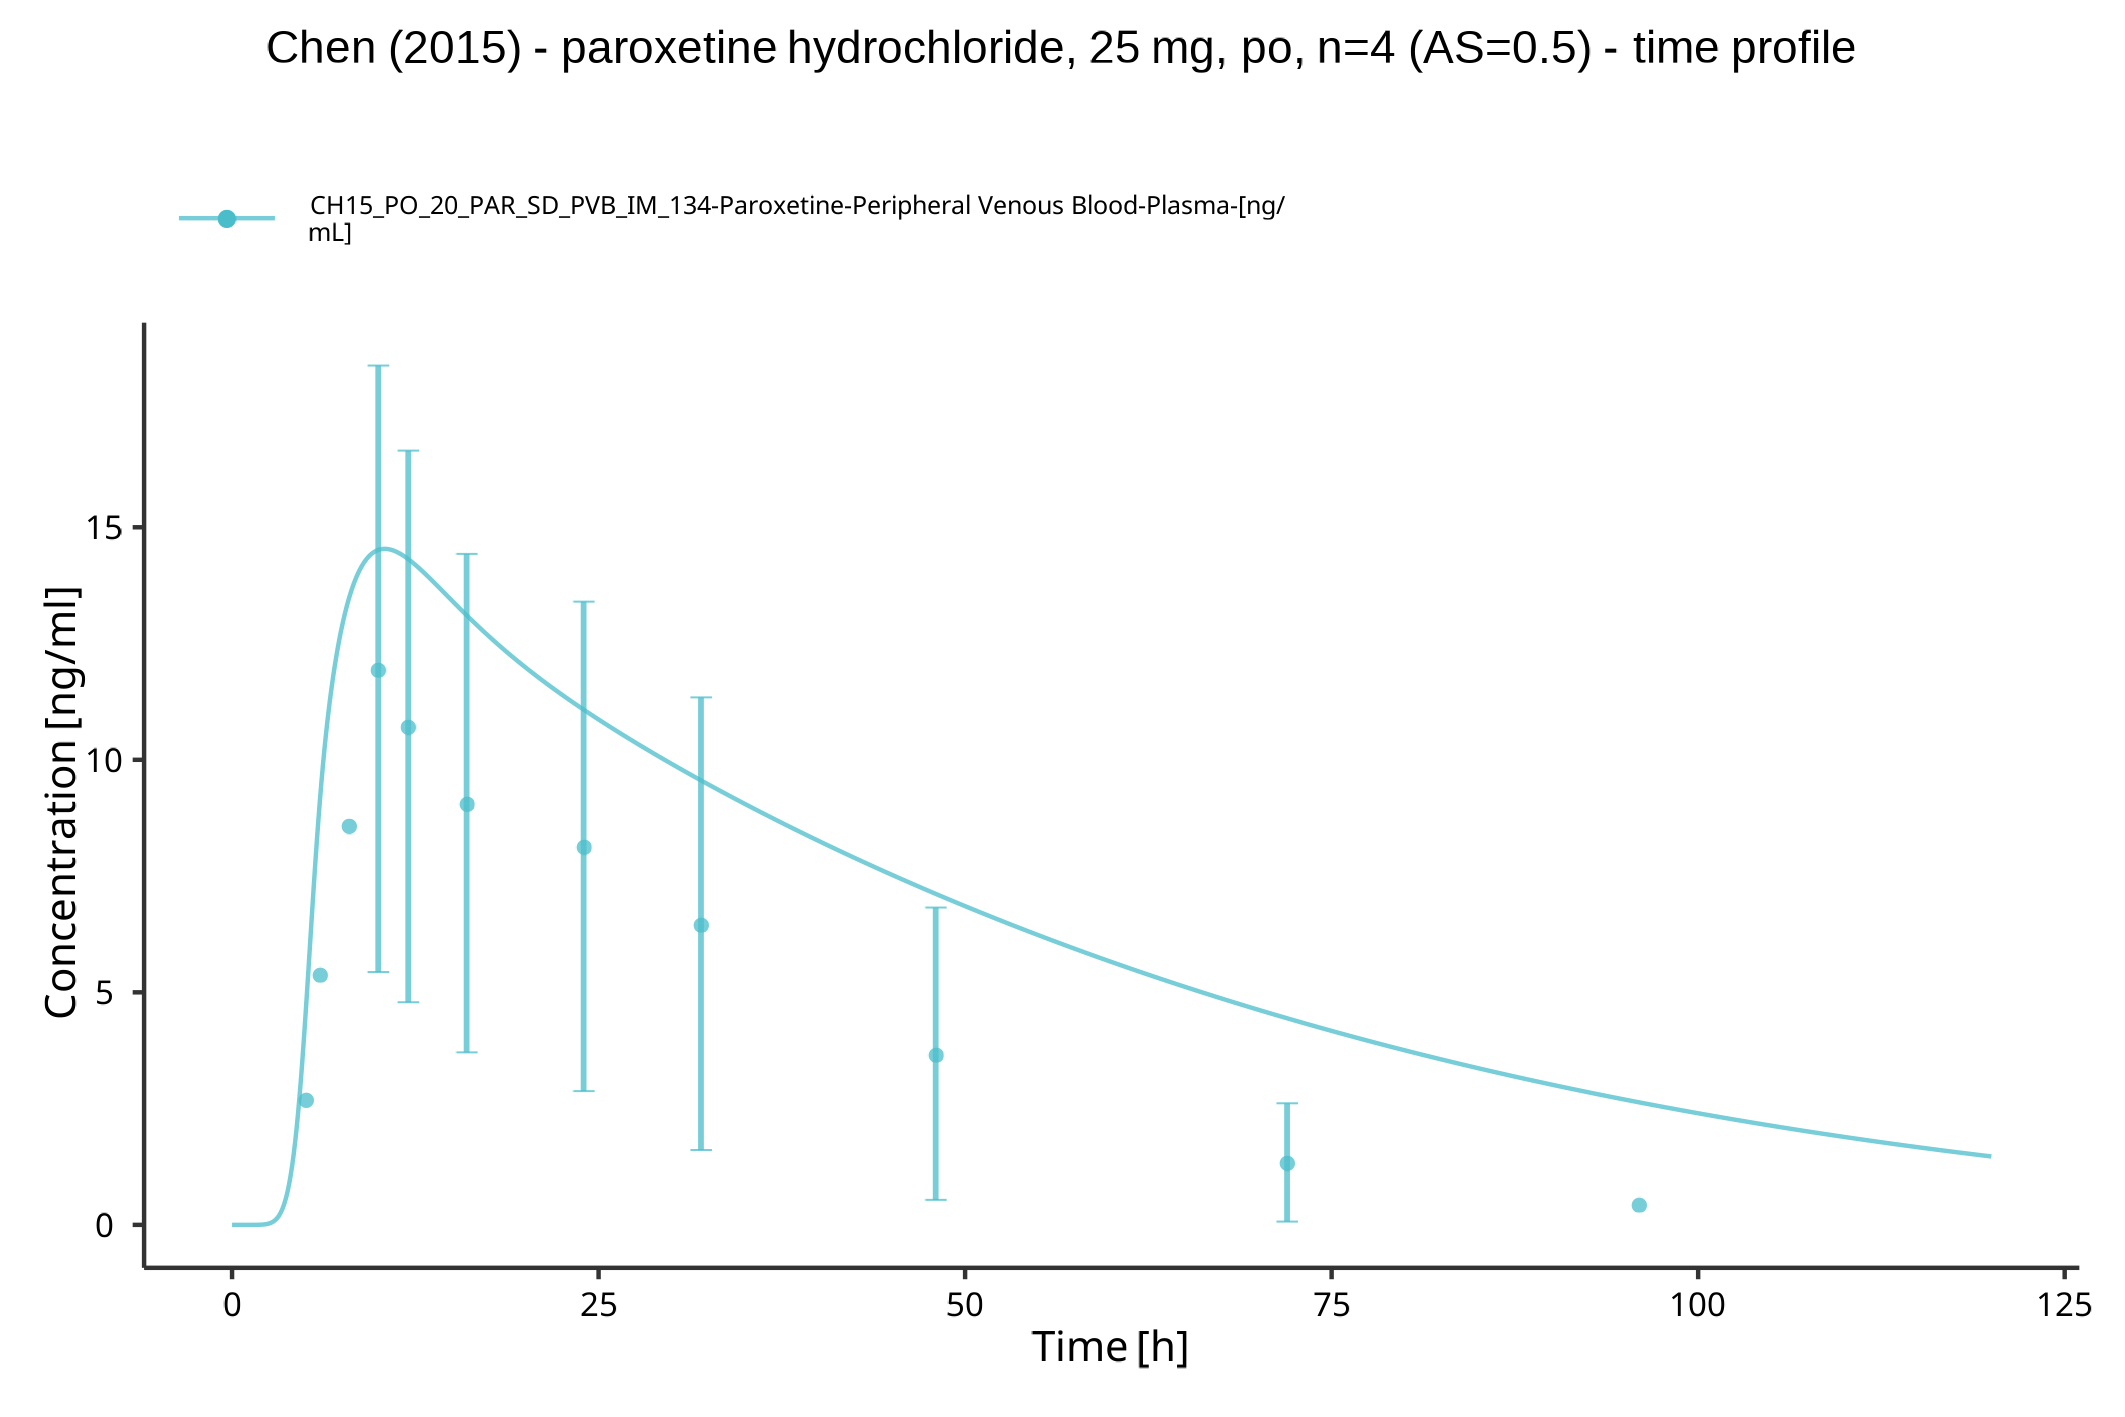 Chen (2015) - paroxetine hydrochloride, 25 mg, po, n=4 (AS=0.5) - time profile
CH15_PO_20_PAR_SD_PVB_IM_134-Paroxetine-Peripheral Venous Blood-Plasma-[ng/
mL]
Concentration [ng/ml]
15
10
5
0
0 25 50 75 100 125
Time [h]